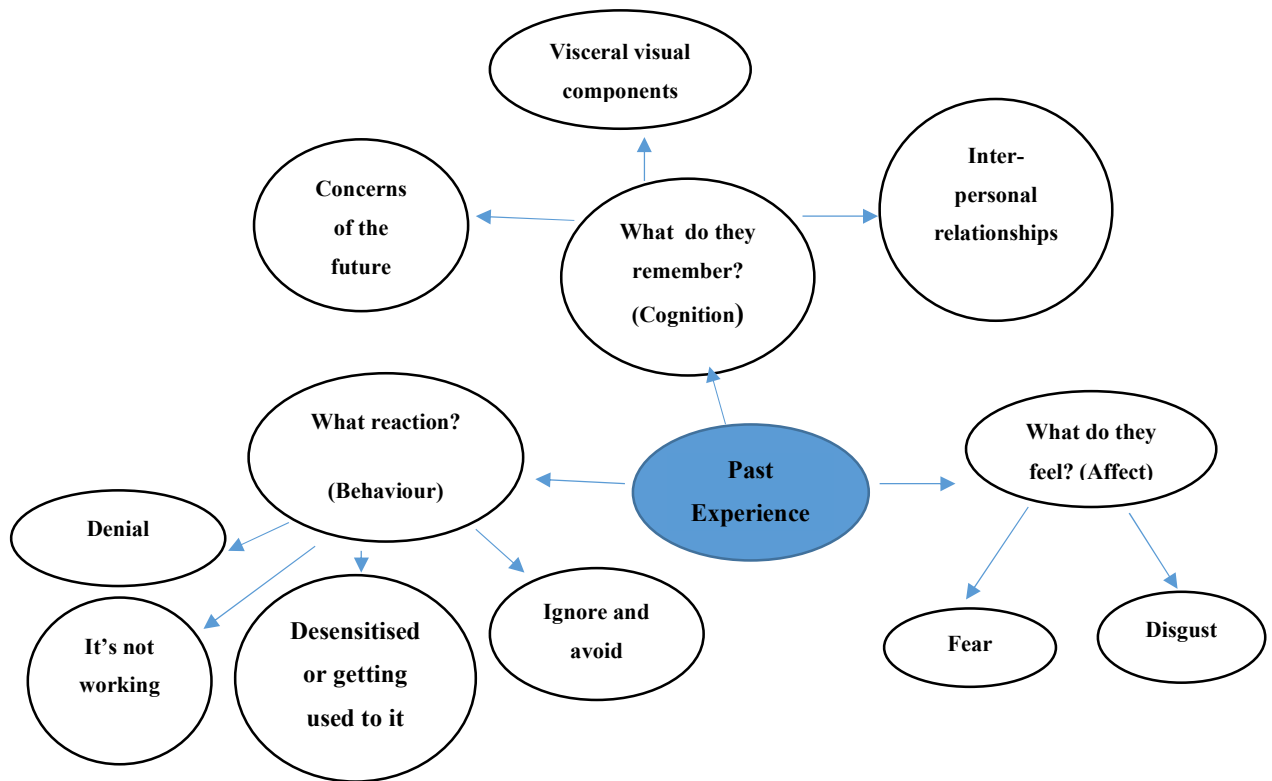 Visceral visual
components
Concerns
of the
future
What do they
remember?
(Cognition)
Inter-
personal
relationships
What reaction?
(Behaviour)
Past
Experience
What do they
feel? (Affect)
Denial
It’s not
working
Desensitised
or getting
used to it
Ignore and
avoid
Fear
Disgust